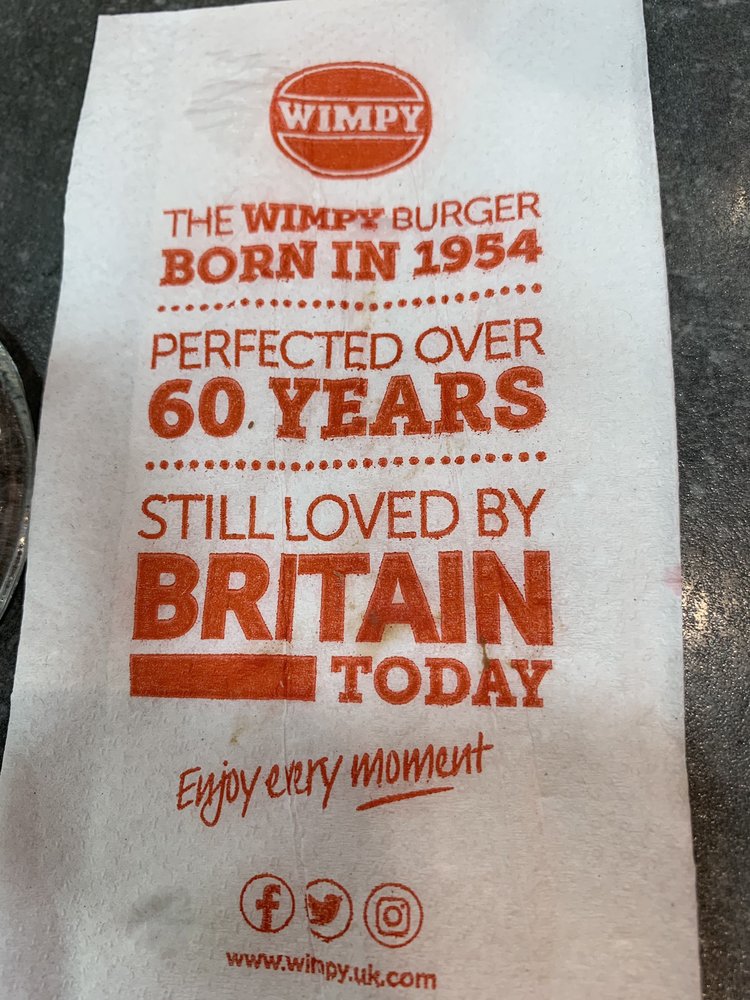 WIMPY
THE WIMPY BURGER
BORN IN 1954
PERFECTED OVER
60 YEARS
STILL LOVED BY
BRITAIN
TODAY
Enjoy every moment
www.wimpy.uk.com